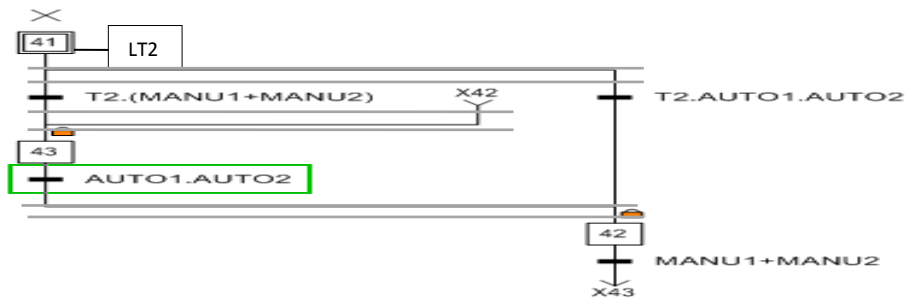 41
LT2
T2.(MANU1+MANU2)
X42
T2.AUTO1.AUTO2
43
AUTO1.AUTO2
42
MANU1+MANU2
X43